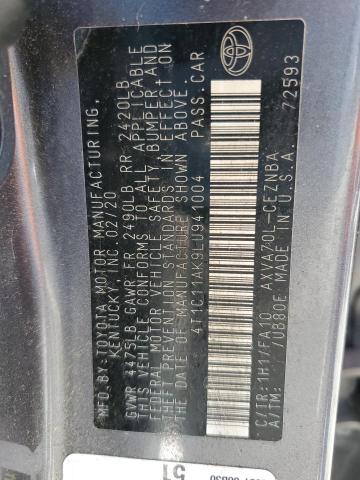 MFD.BY:TOYOTA MOTOR MANUFACTURING,
KENTUCKY, INC. 02/20
GVWR 4475LB GAWR FR 2490LB RR 2420LB
THIS VEHICLE CONFORMS TO ALL APPLICABLE
FEDERAL MOTOR VEHICLE SAFETY, BUMPER AND
THEFT PREVENTION STANDARDS IN EFFECT ON
THE DATE OF MANUFACTURE SHOWN ABOVE.
4T1C11AK9LU941004 PASS.CAR
C/TR:1H1/FA10 AXVA70L-CEZNBA
A/TM: /UB80E MADE IN U.S.A. 72593
51